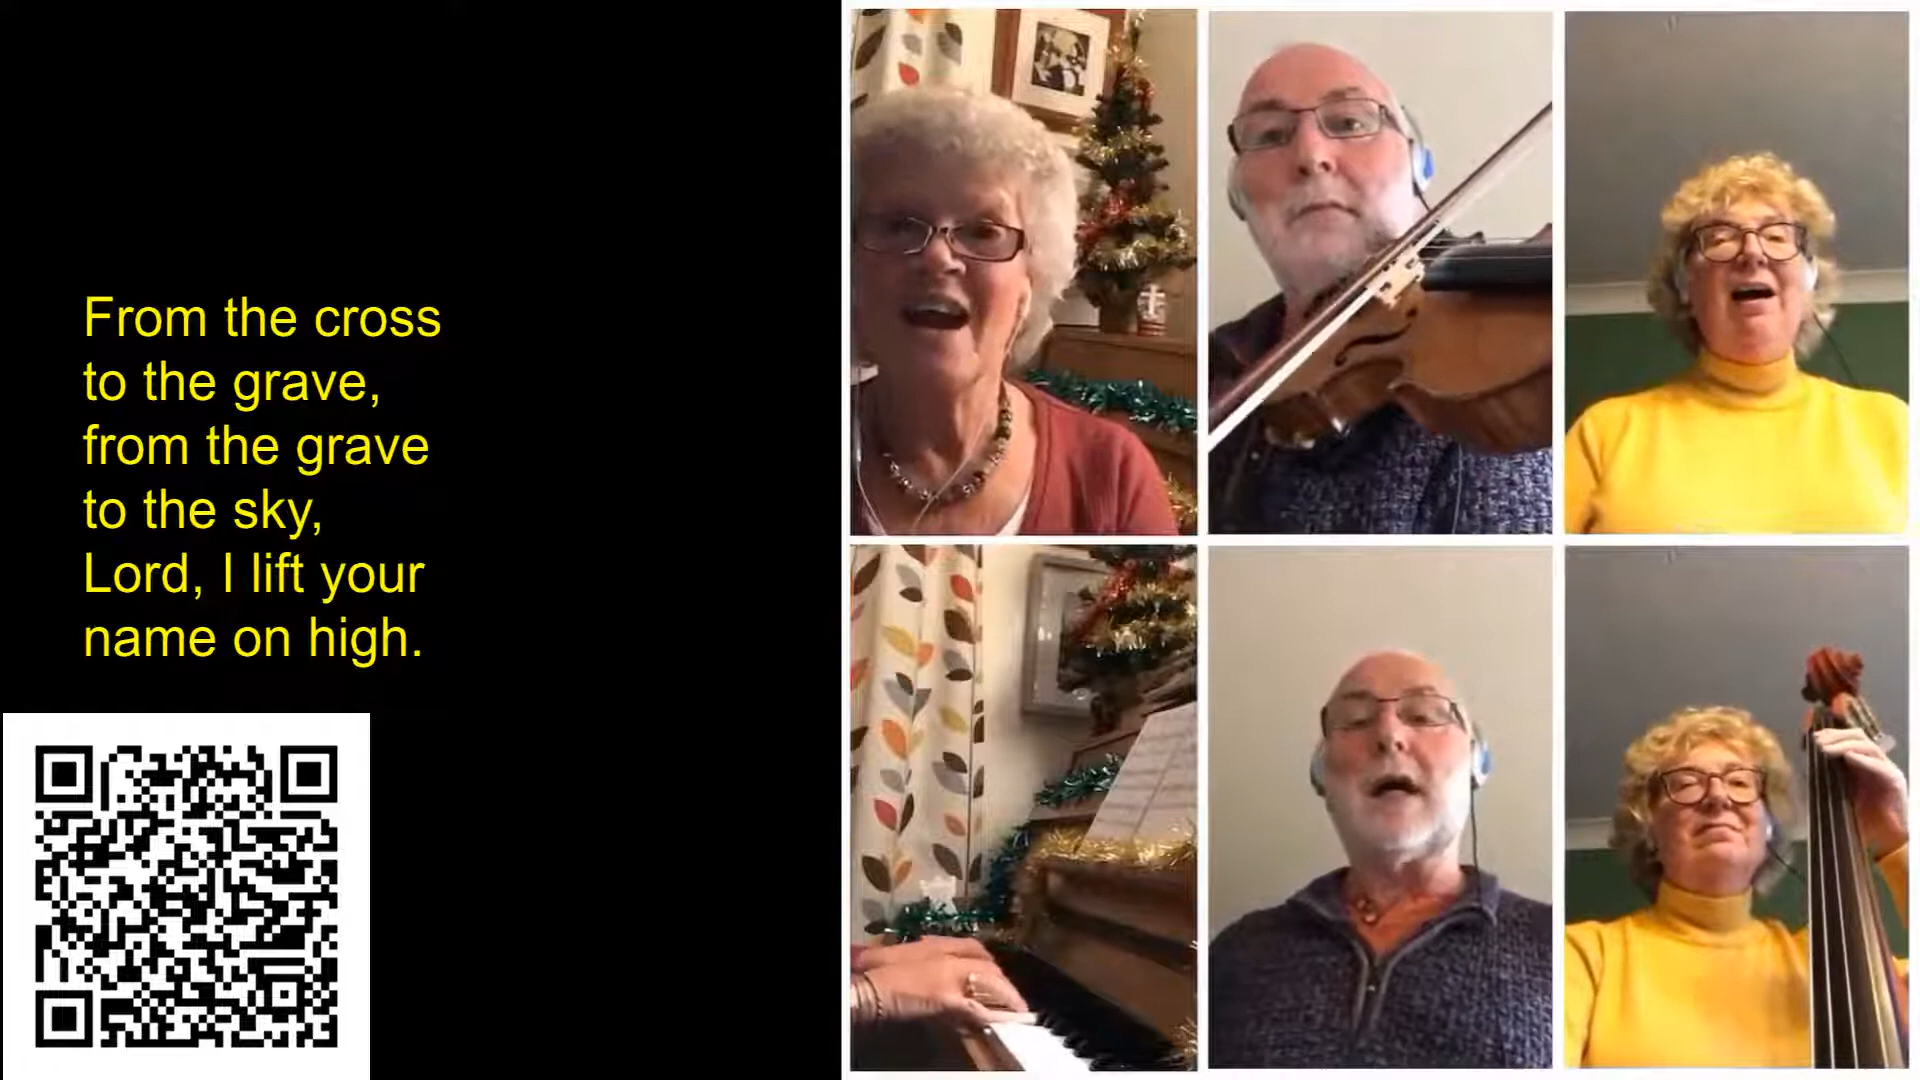 From the cross
to the grave,
from the grave
to the sky,
Lord, I lift your
name on high.